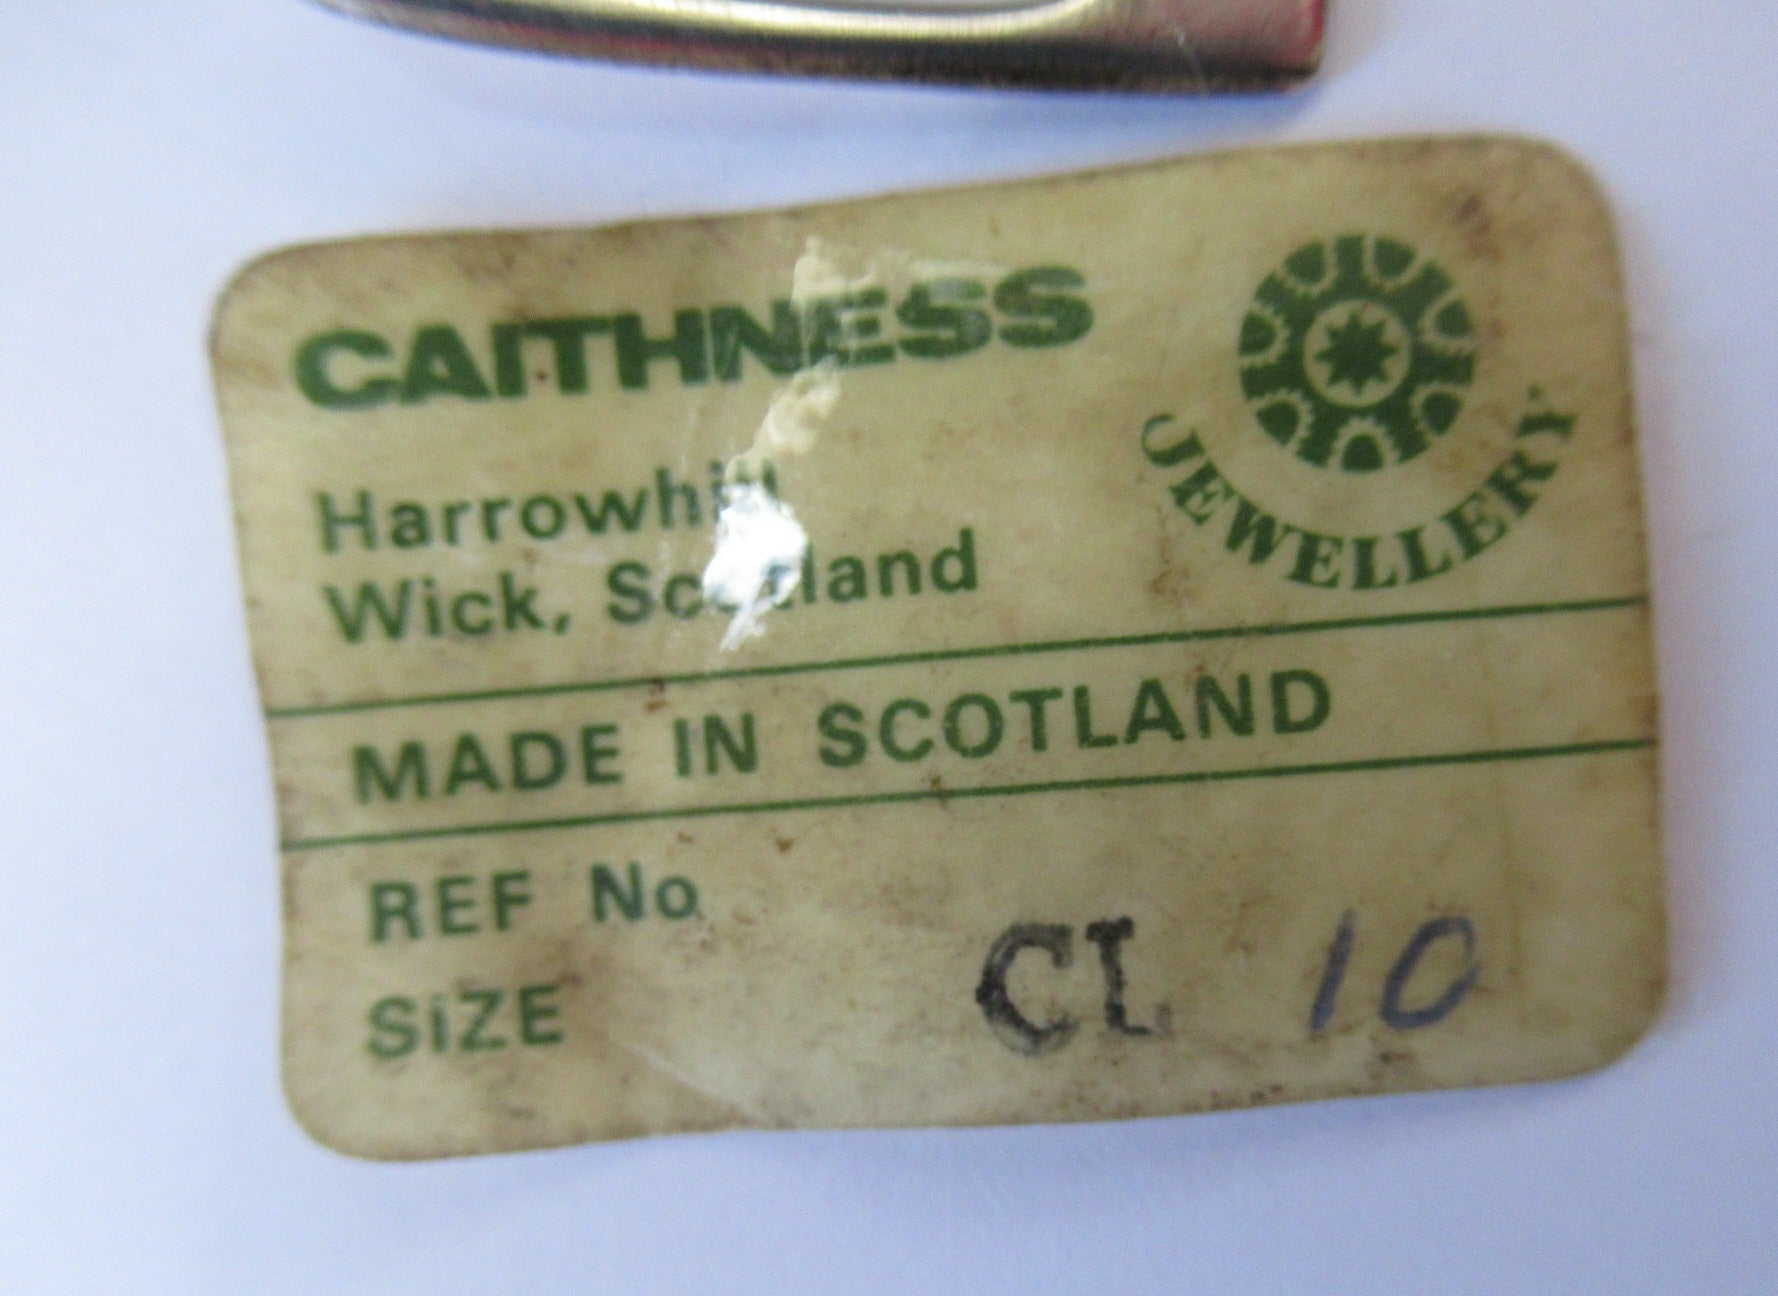 CAITHNESS
JEWELLERY
Harrowhill
Wick, Scotland
MADE IN SCOTLAND
REF No
SiZE
CL 10